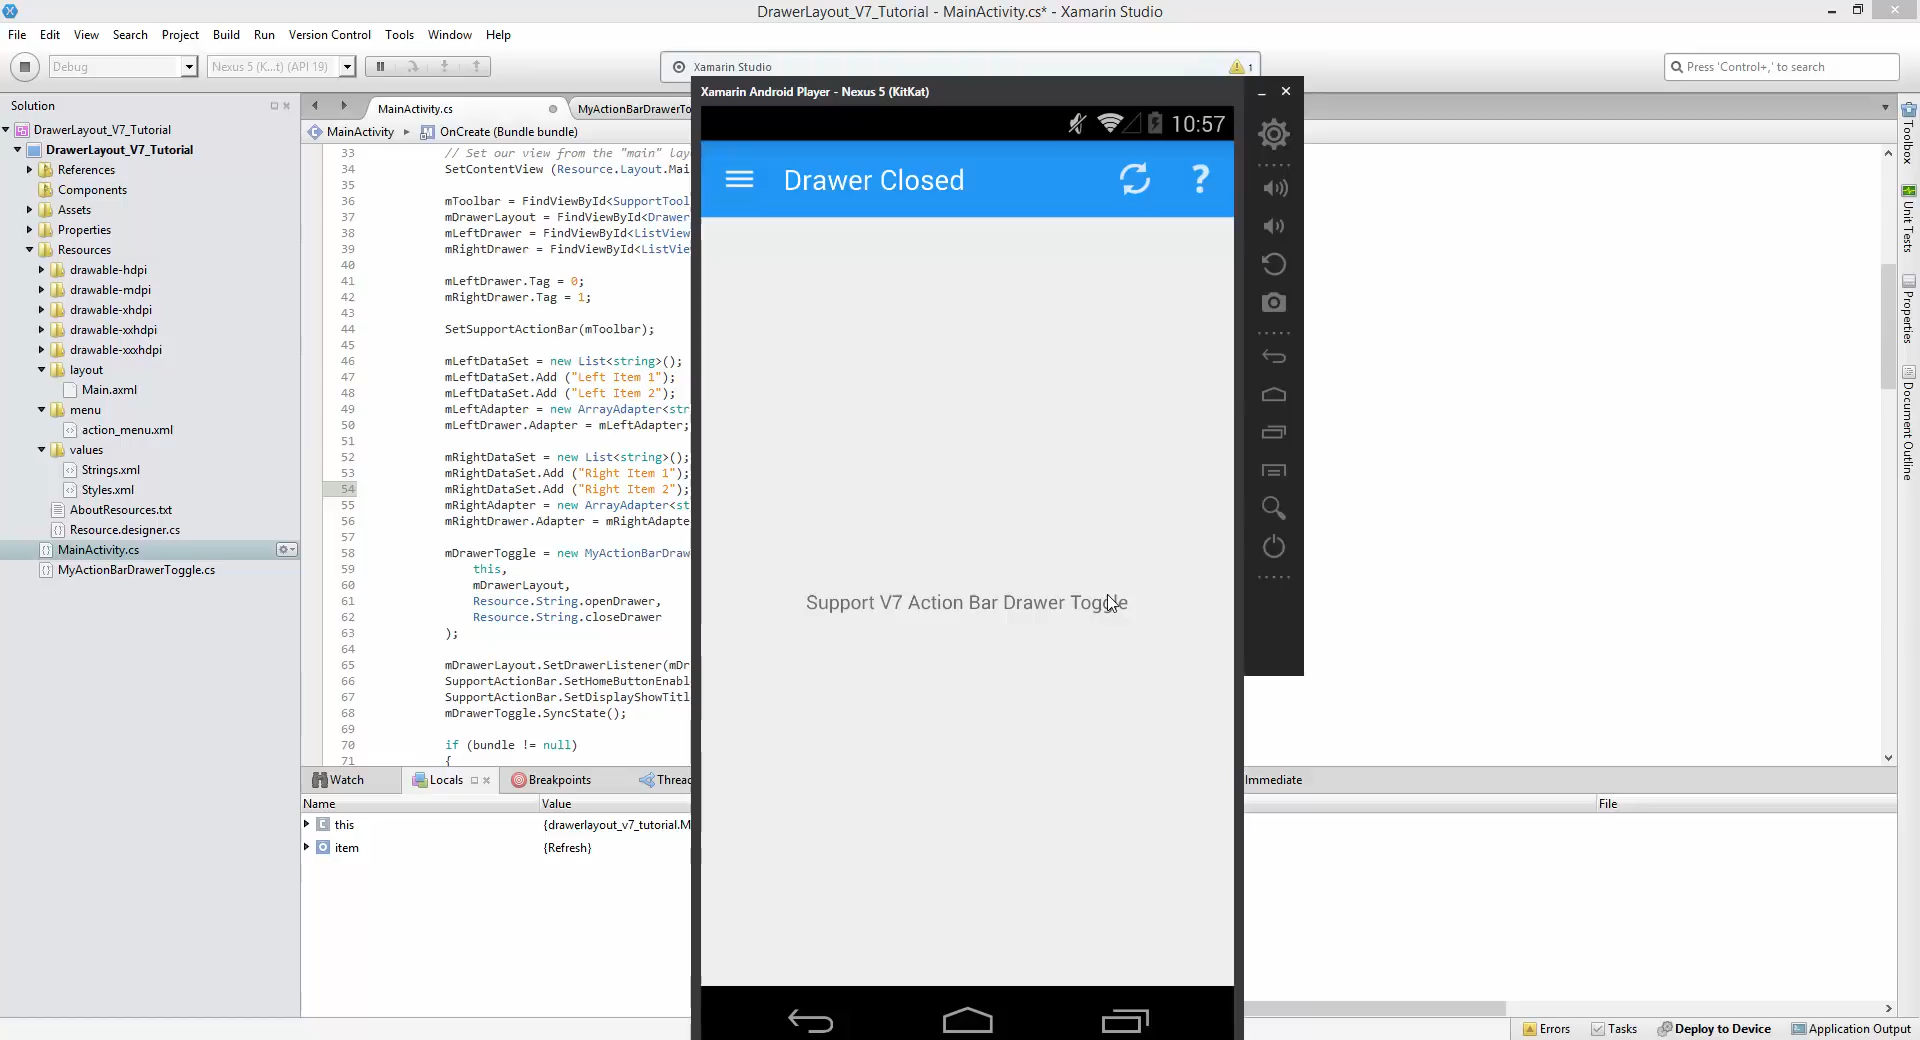 DrawerLayout_V7_Tutorial - MainActivity.cs* - Xamarin Studio
File Edit View Search Project Build Run Version Control Tools Window Help
Debug
Nexus 5 (K...t) (API 19)
Xamarin Studio
1
Press 'Control+,' to search
Solution
DrawerLayout_V7_Tutorial
DrawerLayout_V7_Tutorial
References
Components
Assets
Properties
Resources
drawable-hdpi
drawable-mdpi
drawable-xhdpi
drawable-xxhdpi
drawable-xxxhdpi
layout
Main.axml
menu
action_menu.xml
values
Strings.xml
Styles.xml
AboutResources.txt
Resource.designer.cs
MainActivity.cs
MyActionBarDrawerToggle.cs
MainActivity.cs
MyActionBarDrawerTo
MainActivity
OnCreate (Bundle bundle)
33 // Set our view from the "main" lay
34 SetContentView (Resource.Layout.Mai
35
36 mToolbar = FindViewById<SupportTool
37 mDrawerLayout = FindViewById<Drawer
38 mLeftDrawer = FindViewById<ListView
39 mRightDrawer = FindViewById<ListVie
40
41 mLeftDrawer.Tag = 0;
42 mRightDrawer.Tag = 1;
43
44 SetSupportActionBar(mToolbar);
45
46 mLeftDataSet = new List<string>();
47 mLeftDataSet.Add ("Left Item 1");
48 mLeftDataSet.Add ("Left Item 2");
49 mLeftAdapter = new ArrayAdapter<str
50 mLeftDrawer.Adapter = mLeftAdapter;
51
52 mRightDataSet = new List<string>();
53 mRightDataSet.Add ("Right Item 1");
54 mRightDataSet.Add ("Right Item 2");
55 mRightAdapter = new ArrayAdapter<st
56 mRightDrawer.Adapter = mRightAdapte
57
58 mDrawerToggle = new MyActionBarDraw
59 this,
60 mDrawerLayout,
61 Resource.String.openDrawer,
62 Resource.String.closeDrawer
63 );
64
65 mDrawerLayout.SetDrawerListener(mDr
66 SupportActionBar.SetHomeButtonEnabl
67 SupportActionBar.SetDisplayShowTitl
68 mDrawerToggle.SyncState();
69
70 if (bundle != null)
71 {
Xamarin Android Player - Nexus 5 (KitKat)
10:57
Drawer Closed
?
Support V7 Action Bar Drawer Toggle
Toolbox
Unit Tests
Properties
Document Outline
Watch
Locals
Breakpoints
Threac
Immediate
Name
Value
File
this
{drawerlayout_v7_tutorial.M
item
{Refresh}
Errors
Tasks
Deploy to Device
Application Output